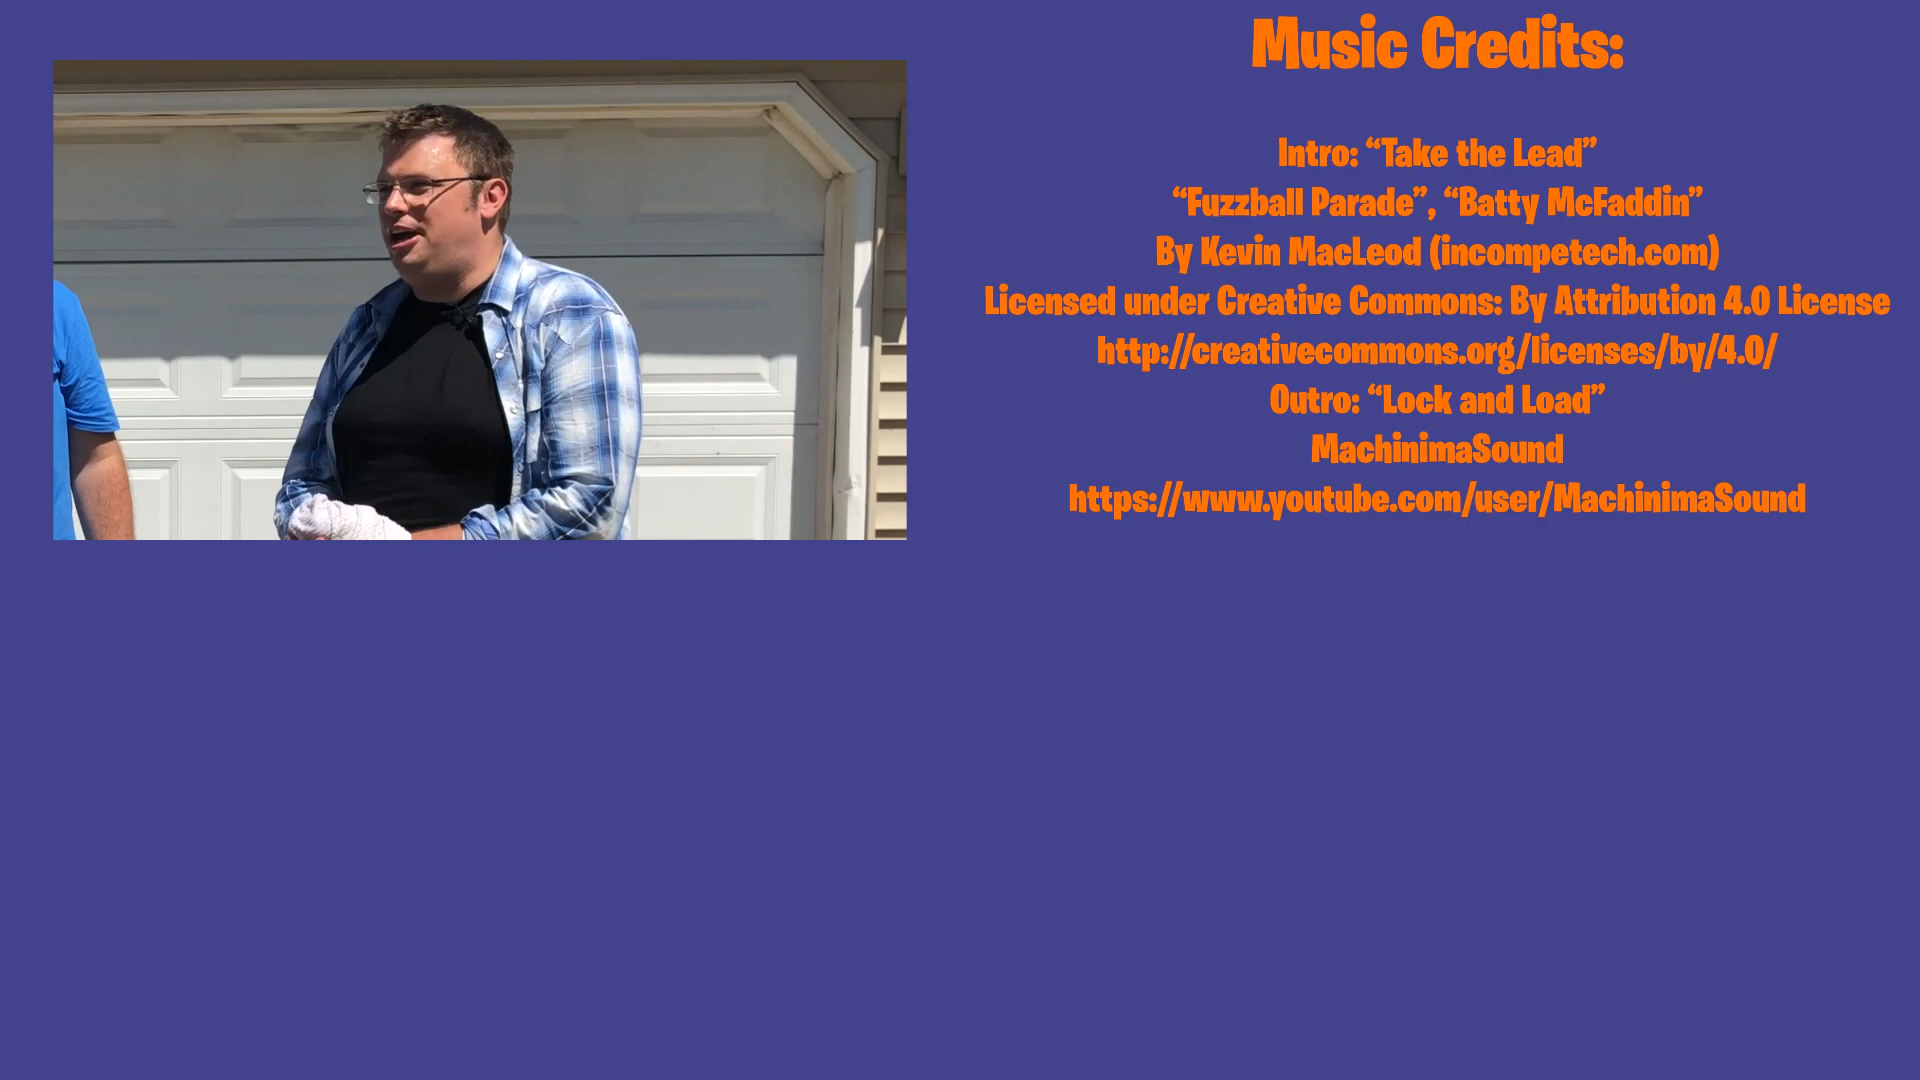 Music Credits:
Intro: “Take the Lead”
“Fuzzball Parade”, “Batty McFaddin”
By Kevin MacLeod (incompetech.com)
Licensed under Creative Commons: By Attribution 4.0 License
http://creativecommons.org/licenses/by/4.0/
Outro: “Lock and Load”
MachinimaSound
https://www.youtube.com/user/MachinimaSound